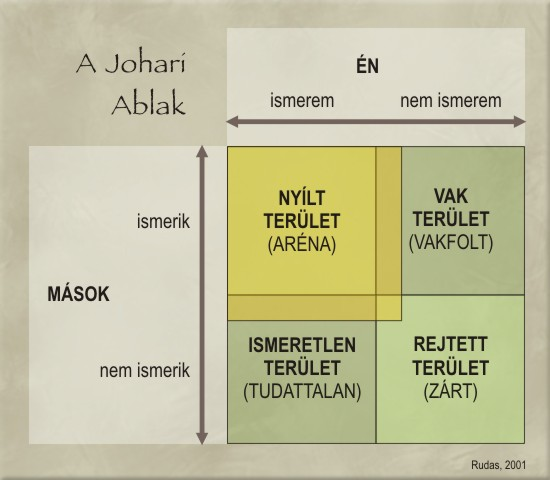 A Johari
Ablak
ÉN
ismerem
nem ismerem
ismerik
MÁSOK
nem ismerik
NYÍLT
TERÜLET
(ARÉNA)
VAK
TERÜLET
(VAKFOLT)
ISMERETLEN
TERÜLET
(TUDATTALAN)
REJTETT
TERÜLET
(ZÁRT)
Rudas, 2001